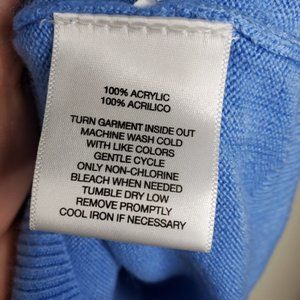 100% ACRYLIC
100% ACRILICO
TURN GARMENT INSIDE OUT
MACHINE WASH COLD
WITH LIKE COLORS
GENTLE CYCLE
ONLY NON-CHLORINE
BLEACH WHEN NEEDED
TUMBLE DRY LOW
REMOVE PROMPTLY
COOL IRON IF NECESSARY